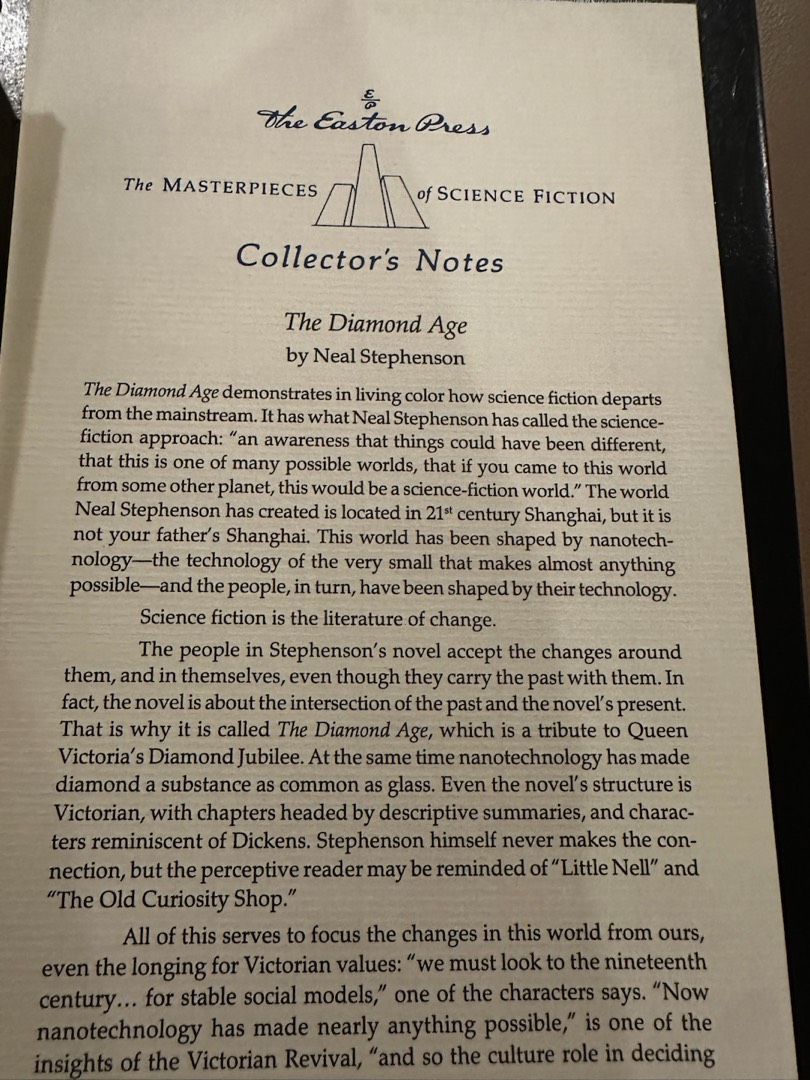 E
P
The Easton Press
The MASTERPIECES of SCIENCE FICTION
Collector's Notes
The Diamond Age
by Neal Stephenson
The Diamond Age demonstrates in living color how science fiction departs
from the mainstream. It has what Neal Stephenson has called the science-
fiction approach: “an awareness that things could have been different,
that this is one of many possible worlds, that if you came to this world
from some other planet, this would be a science-fiction world.” The world
Neal Stephenson has created is located in 21st century Shanghai, but it is
not your father's Shanghai. This world has been shaped by nanotech-
nology—the technology of the very small that makes almost anything
possible—and the people, in turn, have been shaped by their technology.
Science fiction is the literature of change.
The people in Stephenson's novel accept the changes around
them, and in themselves, even though they carry the past with them. In
fact, the novel is about the intersection of the past and the novel's present.
That is why it is called The Diamond Age, which is a tribute to Queen
Victoria's Diamond Jubilee. At the same time nanotechnology has made
diamond a substance as common as glass. Even the novel's structure is
Victorian, with chapters headed by descriptive summaries, and charac-
ters reminiscent of Dickens. Stephenson himself never makes the con-
nection, but the perceptive reader may be reminded of “Little Nell” and
“The Old Curiosity Shop.”
All of this serves to focus the changes in this world from ours,
even the longing for Victorian values: “we must look to the nineteenth
century... for stable social models,” one of the characters says. “Now
nanotechnology has made nearly anything possible,” is one of the
insights of the Victorian Revival, “and so the culture role in deciding